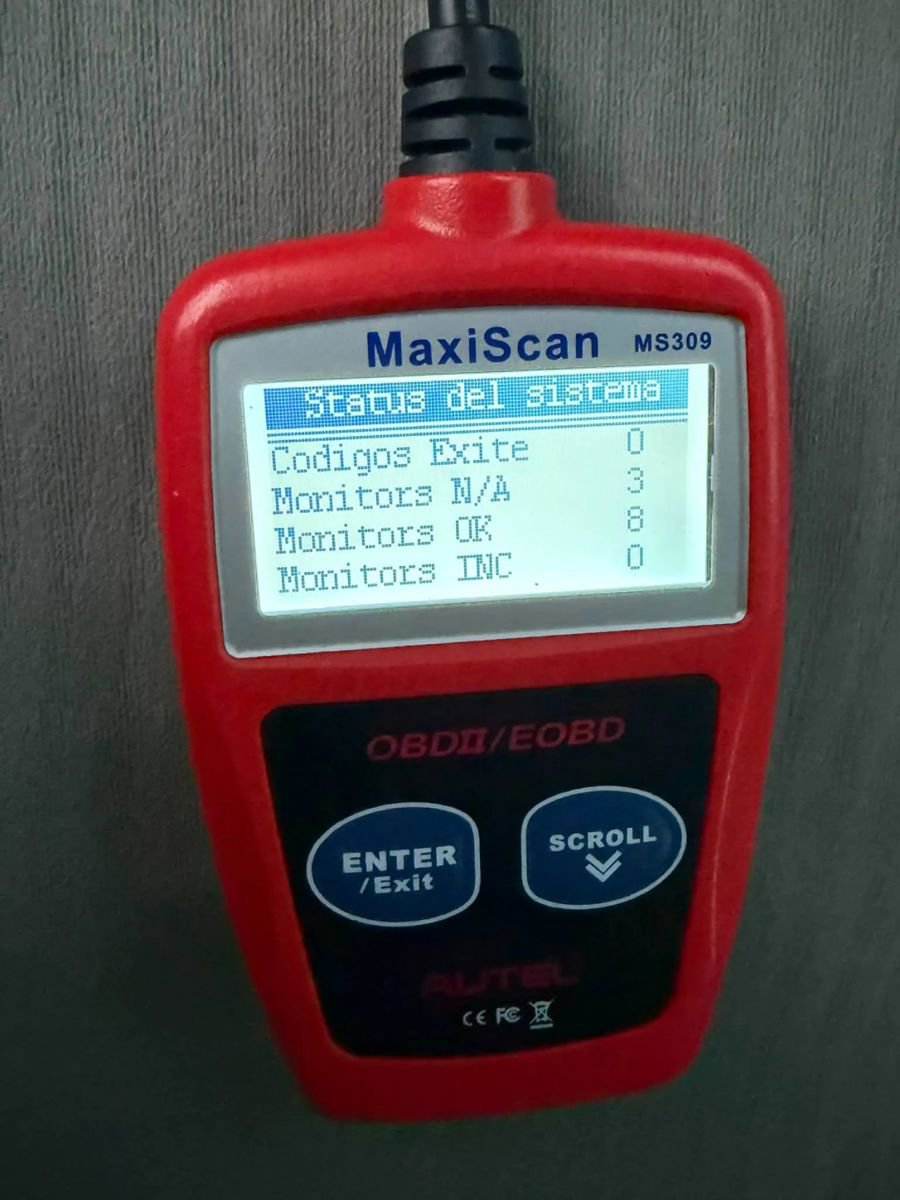 MaxiScan MS309
Status del sistema
Codigos Exite 0
Monitors N/A 3
Monitors OK 8
Monitors INC 0
OBDII/EOBD
ENTER
/Exit
SCROLL
AUTEL
CE FC